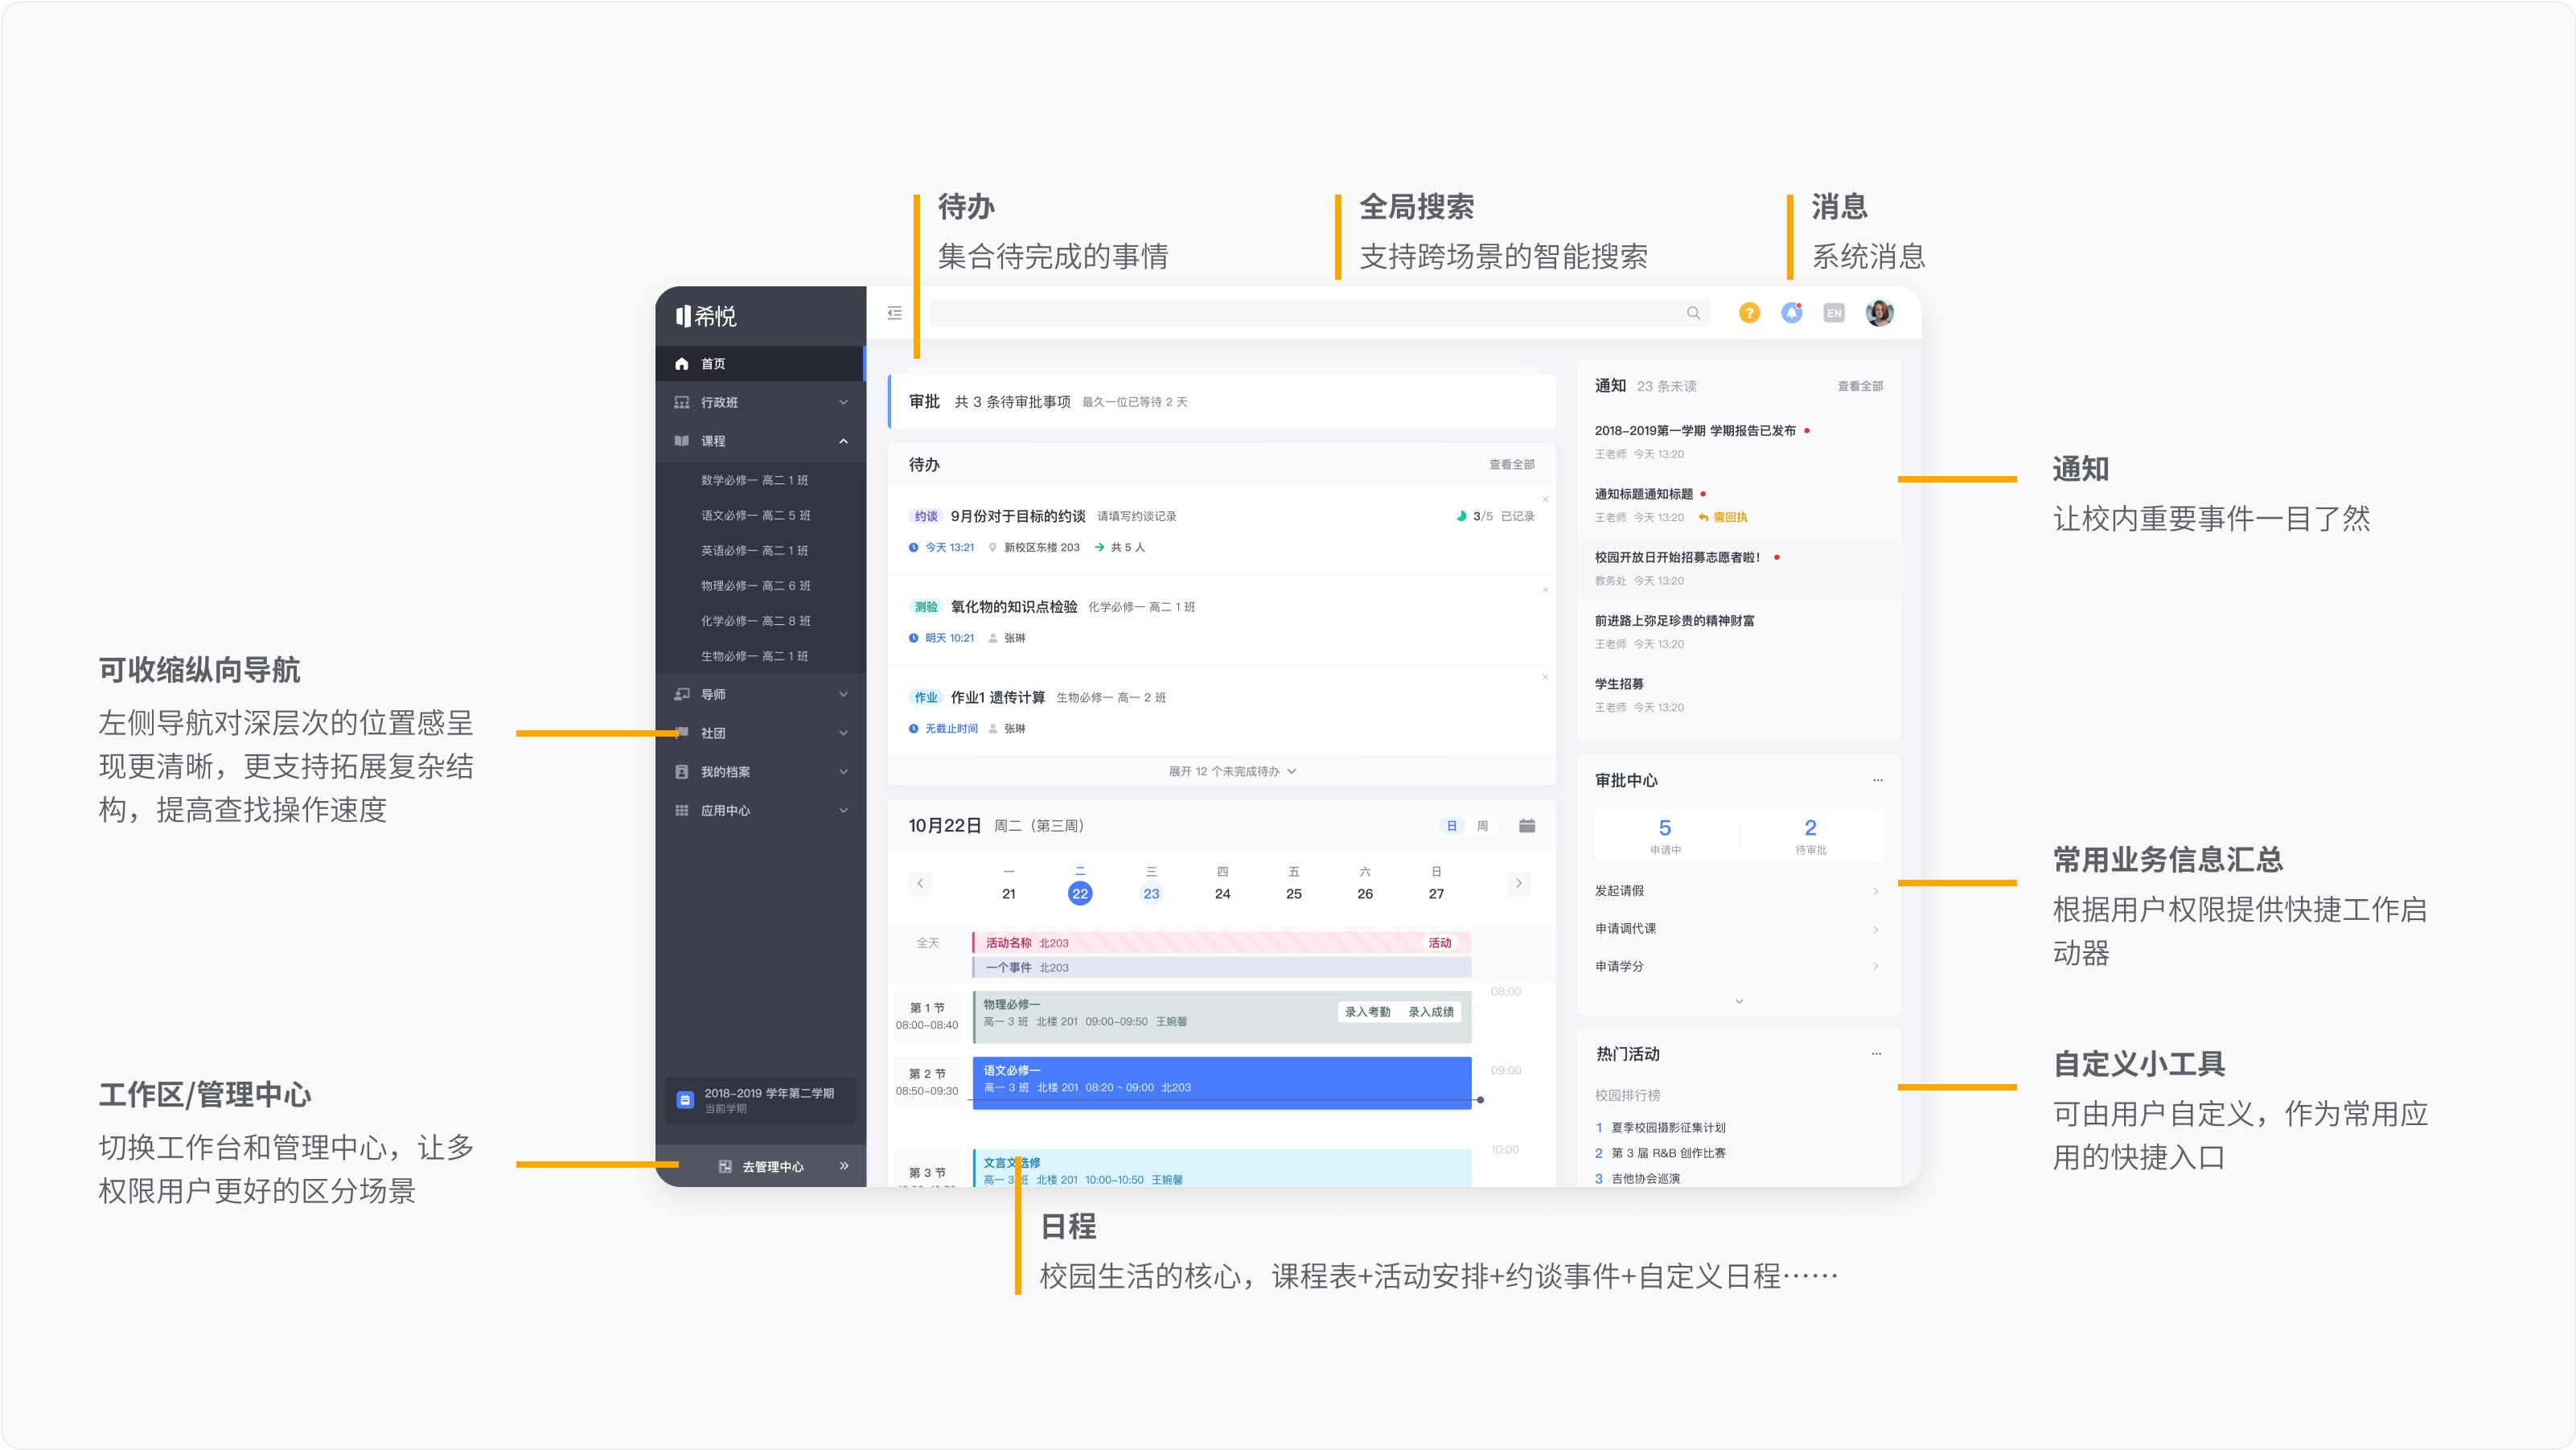 待办
集合待完成的事情
全局搜索
支持跨场景的智能搜索
消息
系统消息
希悦
?
EN
首页
行政班
课程
数学必修一 高二 1 班
语文必修一 高二 5 班
英语必修一 高二 1 班
物理必修一 高二 6 班
化学必修一 高二 8 班
生物必修一 高二 1 班
导师
社团
我的档案
应用中心
2018-2019 学年第二学期
当前学期
去管理中心
审批 共 3 条待审批事项 最久一位已等待 2 天
待办 查看全部
约谈 9月份对于目标的约谈 请填写约谈记录 3/5 已记录
今天 13:21 新校区东楼 203 共 5 人
测验 氧化物的知识点检验 化学必修一 高二 1 班
明天 10:21 张琳
作业 作业1 遗传计算 生物必修一 高一 2 班
无截止时间 张琳
展开 12 个未完成待办
10月22日 周二（第三周） 日 周
一 二 三 四 五 六 日
21 22 23 24 25 26 27
全天 活动名称 北203 活动
一个事件 北203
08:00
第 1 节 物理必修一
08:00-08:40 高一 3 班 北楼 201 09:00-09:50 王婉馨 录入考勤 录入成绩
09:00
第 2 节 语文必修一
08:50-09:30 高一 3 班 北楼 201 08:20 ~ 09:00 北203
10:00
第 3 节 文言文选修
高一 3 班 北楼 201 10:00-10:50 王婉馨
通知 23 条未读 查看全部
2018-2019第一学期 学期报告已发布
王老师 今天 13:20
通知标题通知标题
王老师 今天 13:20 需回执
校园开放日开始招募志愿者啦！
教务处 今天 13:20
前进路上弥足珍贵的精神财富
王老师 今天 13:20
学生招募
王老师 今天 13:20
审批中心
5 2
申请中 待审批
发起请假
申请调代课
申请学分
热门活动
校园排行榜
1 夏季校园摄影征集计划
2 第 3 届 R&B 创作比赛
3 吉他协会巡演
通知
让校内重要事件一目了然
常用业务信息汇总
根据用户权限提供快捷工作启
动器
自定义小工具
可由用户自定义，作为常用应
用的快捷入口
可收缩纵向导航
左侧导航对深层次的位置感呈
现更清晰，更支持拓展复杂结
构，提高查找操作速度
工作区/管理中心
切换工作台和管理中心，让多
权限用户更好的区分场景
日程
校园生活的核心，课程表+活动安排+约谈事件+自定义日程……